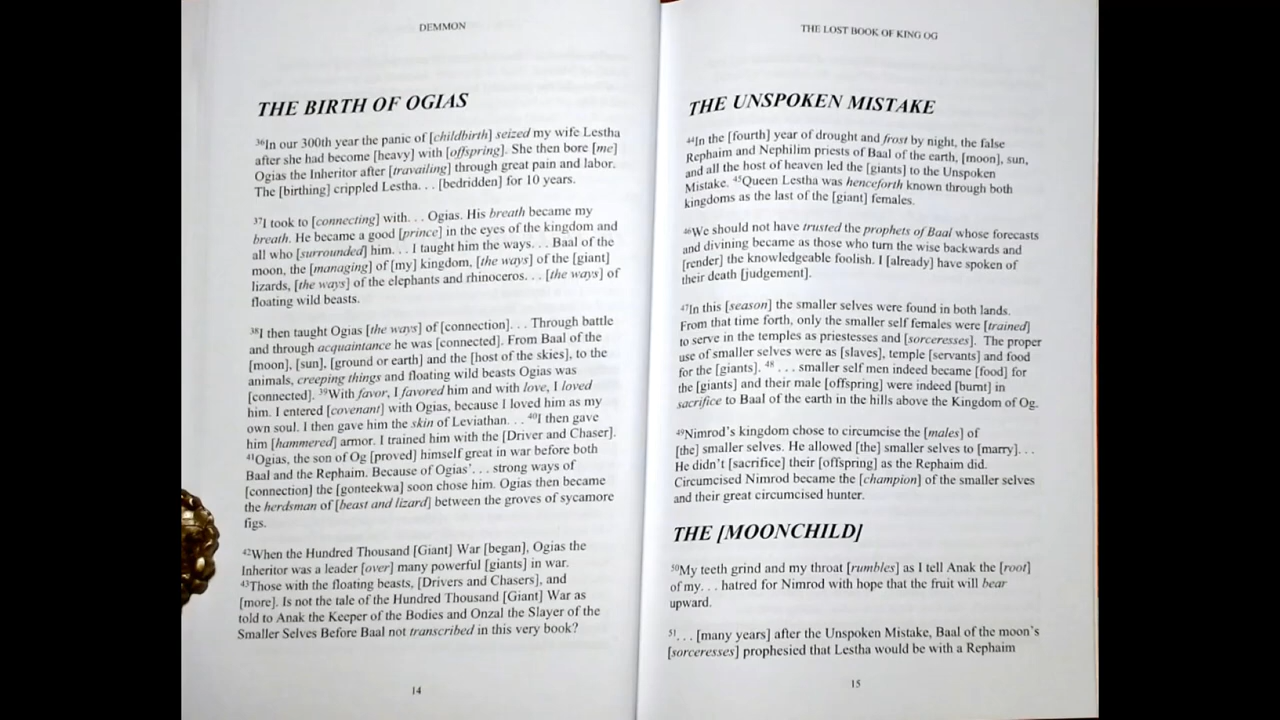 DEMMON
THE BIRTH OF OGIAS
³⁶In our 300th year the panic of [childbirth] seized my wife Lestha
after she had become [heavy] with [offspring]. She then bore [me]
Ogias the Inheritor after [travailing] through great pain and labor.
The [birthing] crippled Lestha. . . [bedridden] for 10 years.
³⁷I took to [connecting] with. . . Ogias. His breath became my
breath. He became a good [prince] in the eyes of the kingdom and
all who [surrounded] him. . . I taught him the ways. . . Baal of the
moon, the [managing] of [my] kingdom, [the ways] of the [giant]
lizards, [the ways] of the elephants and rhinoceros. . . [the ways] of
floating wild beasts.
³⁸I then taught Ogias [the ways] of [connection]. . . Through battle
and through acquaintance he was [connected]. From Baal of the
[moon], [sun], [ground or earth] and the [host of the skies], to the
animals, creeping things and floating wild beasts Ogias was
[connected]. ³⁹With favor, I favored him and with love, I loved
him. I entered [covenant] with Ogias, because I loved him as my
own soul. I then gave him the skin of Leviathan. . . ⁴⁰I then gave
him [hammered] armor. I trained him with the [Driver and Chaser].
⁴¹Ogias, the son of Og [proved] himself great in war before both
Baal and the Rephaim. Because of Ogias'. . . strong ways of
[connection] the [gonteekwa] soon chose him. Ogias then became
the herdsman of [beast and lizard] between the groves of sycamore
figs.
⁴²When the Hundred Thousand [Giant] War [began], Ogias the
Inheritor was a leader [over] many powerful [giants] in war.
⁴³Those with the floating beasts, [Drivers and Chasers], and
[more]. Is not the tale of the Hundred Thousand [Giant] War as
told to Anak the Keeper of the Bodies and Onzal the Slayer of the
Smaller Selves Before Baal not transcribed in this very book?
14
THE LOST BOOK OF KING OG
THE UNSPOKEN MISTAKE
⁴⁴In the [fourth] year of drought and frost by night, the false
Rephaim and Nephilim priests of Baal of the earth, [moon], sun,
and all the host of heaven led the [giants] to the Unspoken
Mistake. ⁴⁵Queen Lestha was henceforth known through both
kingdoms as the last of the [giant] females.
⁴⁶We should not have trusted the prophets of Baal whose forecasts
and divining became as those who turn the wise backwards and
[render] the knowledgeable foolish. I [already] have spoken of
their death [judgement].
⁴⁷In this [season] the smaller selves were found in both lands.
From that time forth, only the smaller self females were [trained]
to serve in the temples as priestesses and [sorceresses]. The proper
use of smaller selves were as [slaves], temple [servants] and food
for the [giants]. ⁴⁸ . . . smaller self men indeed became [food] for
the [giants] and their male [offspring] were indeed [burnt] in
sacrifice to Baal of the earth in the hills above the Kingdom of Og.
⁴⁹Nimrod's kingdom chose to circumcise the [males] of
[the] smaller selves. He allowed [the] smaller selves to [marry]. . .
He didn't [sacrifice] their [offspring] as the Rephaim did.
Circumcised Nimrod became the [champion] of the smaller selves
and their great circumcised hunter.
THE [MOONCHILD]
⁵⁰My teeth grind and my throat [rumbles] as I tell Anak the [root]
of my. . . hatred for Nimrod with hope that the fruit will bear
upward.
⁵¹. . . [many years] after the Unspoken Mistake, Baal of the moon's
[sorceresses] prophesied that Lestha would be with a Rephaim
15